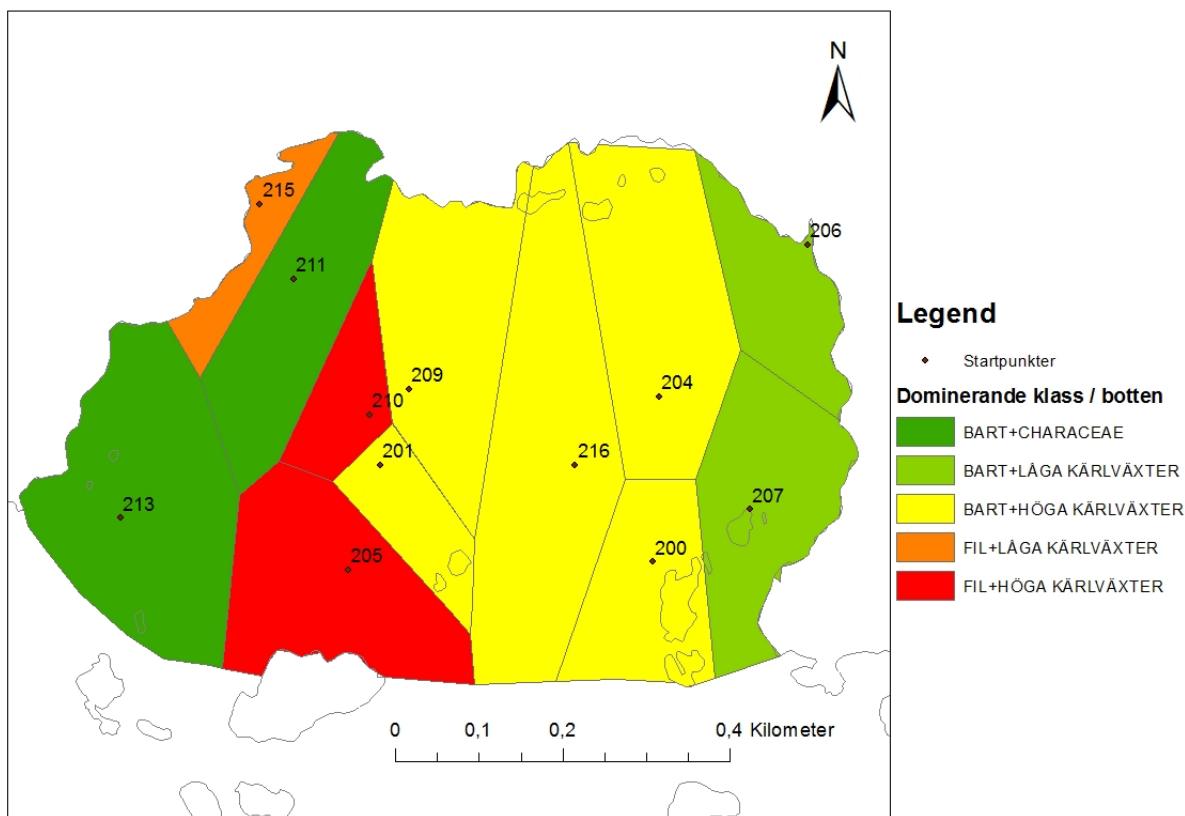 N
215
206
211
209
204
210
201
216
213
207
205
200
0 0,1 0,2 0,4 Kilometer
Legend
Startpunkter
Dominerande klass / botten
BART+CHARACEAE
BART+LÅGA KÄRLVÄXTER
BART+HÖGA KÄRLVÄXTER
FIL+LÅGA KÄRLVÄXTER
FIL+HÖGA KÄRLVÄXTER